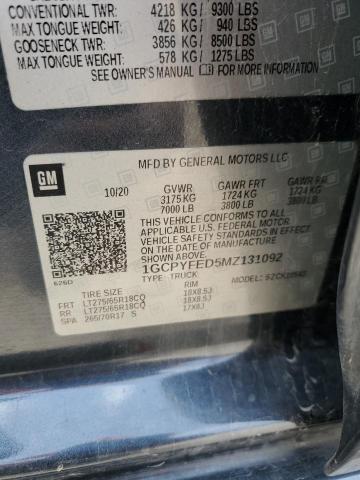 CONVENTIONAL TWR: 4218 KG/ 9300 LBS
MAX TONGUE WEIGHT: 426 KG/ 940 LBS
GOOSENECK TWR: 3856 KG/ 8500 LBS
MAX TONGUE WEIGHT: 578 KG/ 1275 LBS
SEE OWNER'S MANUAL FOR MORE INFORMATION
MFD BY GENERAL MOTORS LLC
GM
10/20 GVWR GAWR FRT GAWR RR
3175 KG 1724 KG 1724 KG
7000 LB 3800 LB 3800 LB
THIS VEHICLE CONFORMS TO ALL APPLICABLE
U.S. FEDERAL MOTOR VEHICLE SAFETY
STANDARDS IN EFFECT ON THE DATE OF
MANUFACTURE SHOWN ABOVE.
1GCPYFED5MZ131092
626D TYPE: TRUCK MODEL:
TIRE SIZE RIM
FRT LT275/65R18CQ 18X8.5J
RR LT275/65R18CQ 18X8.5J
SPA 265/70R17 S 17X8J